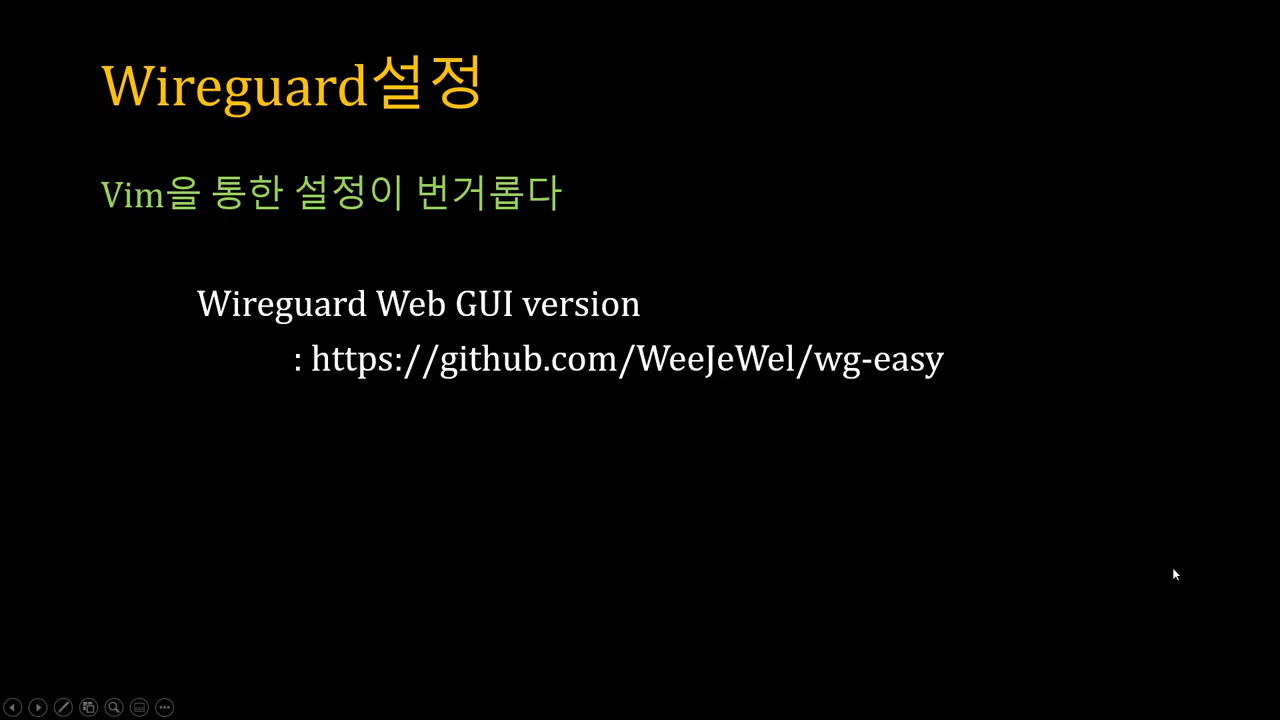 Wireguard설정
Vim을 통한 설정이 번거롭다
Wireguard Web GUI version
: https://github.com/WeeJeWel/wg-easy